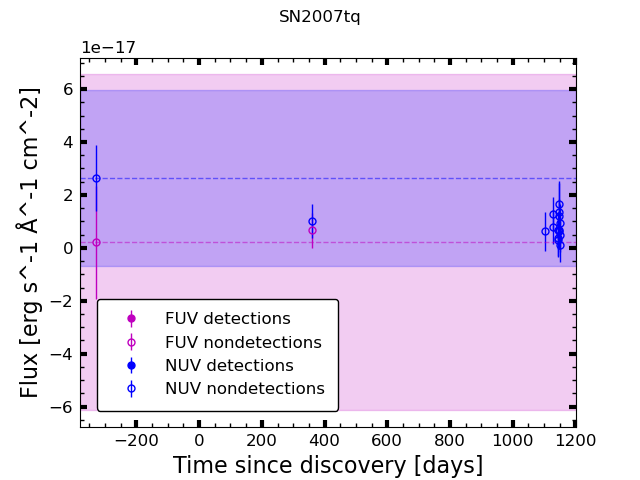 SN2007tq
1e−17
6
4
2
0
−2
−4
−6
Flux [erg s^-1 Å^-1 cm^-2]
FUV detections
FUV nondetections
NUV detections
NUV nondetections
−200 0 200 400 600 800 1000 1200
Time since discovery [days]